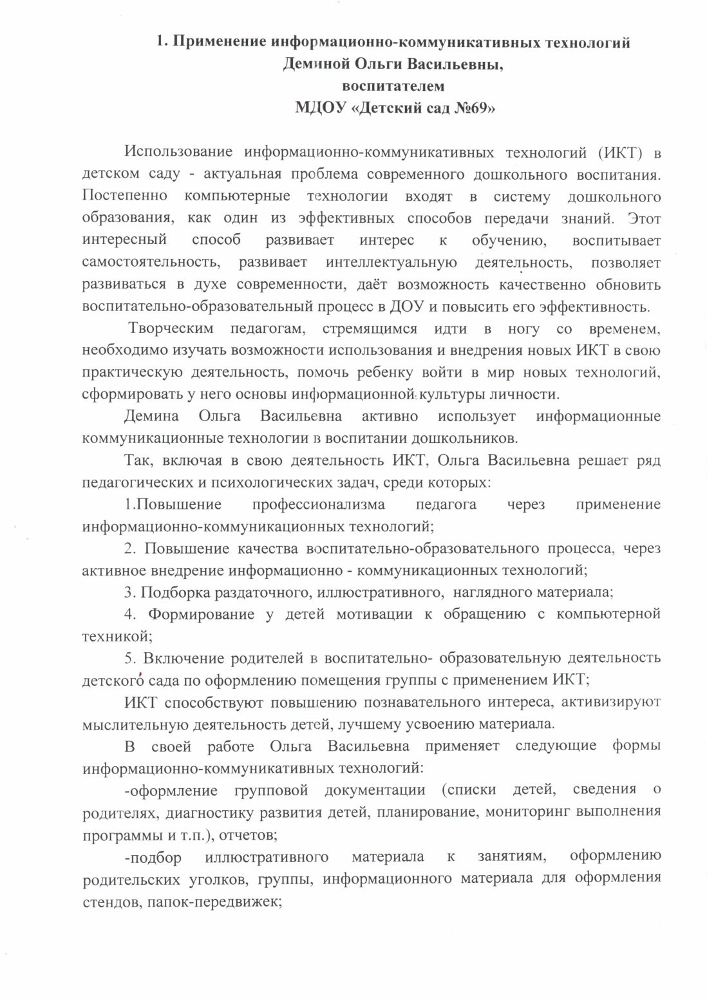 1. Применение информационно-коммуникативных технологий
Деминой Ольги Васильевны,
воспитателем
МДОУ «Детский сад №69»
Использование информационно-коммуникативных технологий (ИКТ) в
детском саду - актуальная проблема современного дошкольного воспитания.
Постепенно компьютерные технологии входят в систему дошкольного
образования, как один из эффективных способов передачи знаний. Этот
интересный способ развивает интерес к обучению, воспитывает
самостоятельность, развивает интеллектуальную деятельность, позволяет
развиваться в духе современности, даёт возможность качественно обновить
воспитательно-образовательный процесс в ДОУ и повысить его эффективность.
Творческим педагогам, стремящимся идти в ногу со временем,
необходимо изучать возможности использования и внедрения новых ИКТ в свою
практическую деятельность, помочь ребенку войти в мир новых технологий,
сформировать у него основы информационной культуры личности.
Демина Ольга Васильевна активно использует информационные
коммуникационные технологии в воспитании дошкольников.
Так, включая в свою деятельность ИКТ, Ольга Васильевна решает ряд
педагогических и психологических задач, среди которых:
1.Повышение профессионализма педагога через применение
информационно-коммуникационных технологий;
2. Повышение качества воспитательно-образовательного процесса, через
активное внедрение информационно - коммуникационных технологий;
3. Подборка раздаточного, иллюстративного, наглядного материала;
4. Формирование у детей мотивации к обращению с компьютерной
техникой;
5. Включение родителей в воспитательно- образовательную деятельность
детского сада по оформлению помещения группы с применением ИКТ;
ИКТ способствуют повышению познавательного интереса, активизируют
мыслительную деятельность детей, лучшему усвоению материала.
В своей работе Ольга Васильевна применяет следующие формы
информационно-коммуникативных технологий:
-оформление групповой документации (списки детей, сведения о
родителях, диагностику развития детей, планирование, мониторинг выполнения
программы и т.п.), отчетов;
-подбор иллюстративного материала к занятиям, оформлению
родительских уголков, группы, информационного материала для оформления
стендов, папок-передвижек;